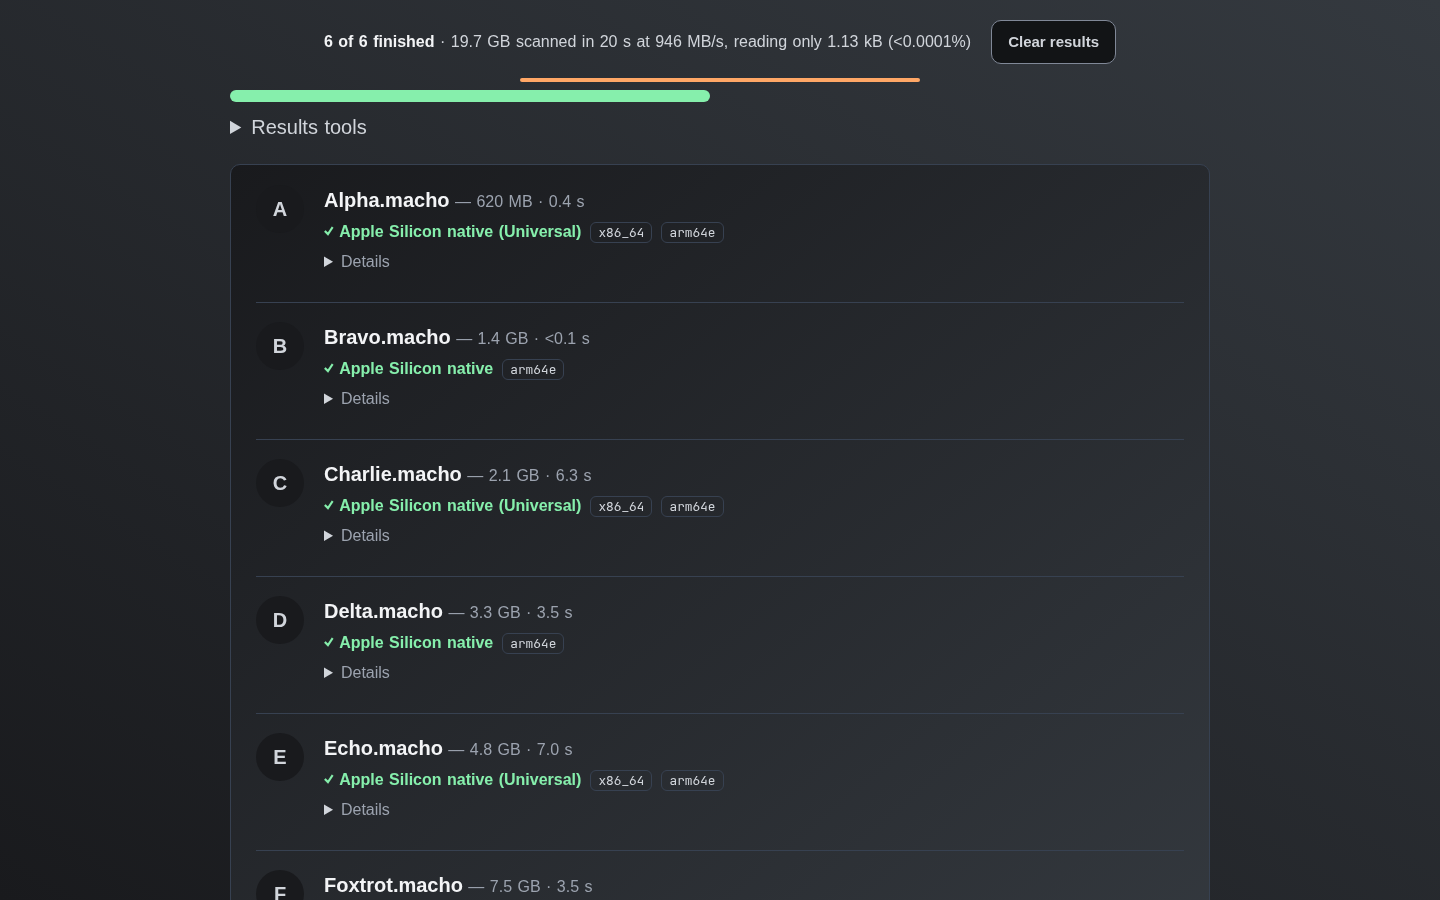 6 of 6 finished · 19.7 GB scanned in 20 s at 946 MB/s, reading only 1.13 kB (<0.0001%)
Clear results
Results tools
A
Alpha.macho — 620 MB · 0.4 s
Apple Silicon native (Universal) x86_64 arm64e
Details
B
Bravo.macho — 1.4 GB · <0.1 s
Apple Silicon native arm64e
Details
C
Charlie.macho — 2.1 GB · 6.3 s
Apple Silicon native (Universal) x86_64 arm64e
Details
D
Delta.macho — 3.3 GB · 3.5 s
Apple Silicon native arm64e
Details
E
Echo.macho — 4.8 GB · 7.0 s
Apple Silicon native (Universal) x86_64 arm64e
Details
F
Foxtrot.macho — 7.5 GB · 3.5 s